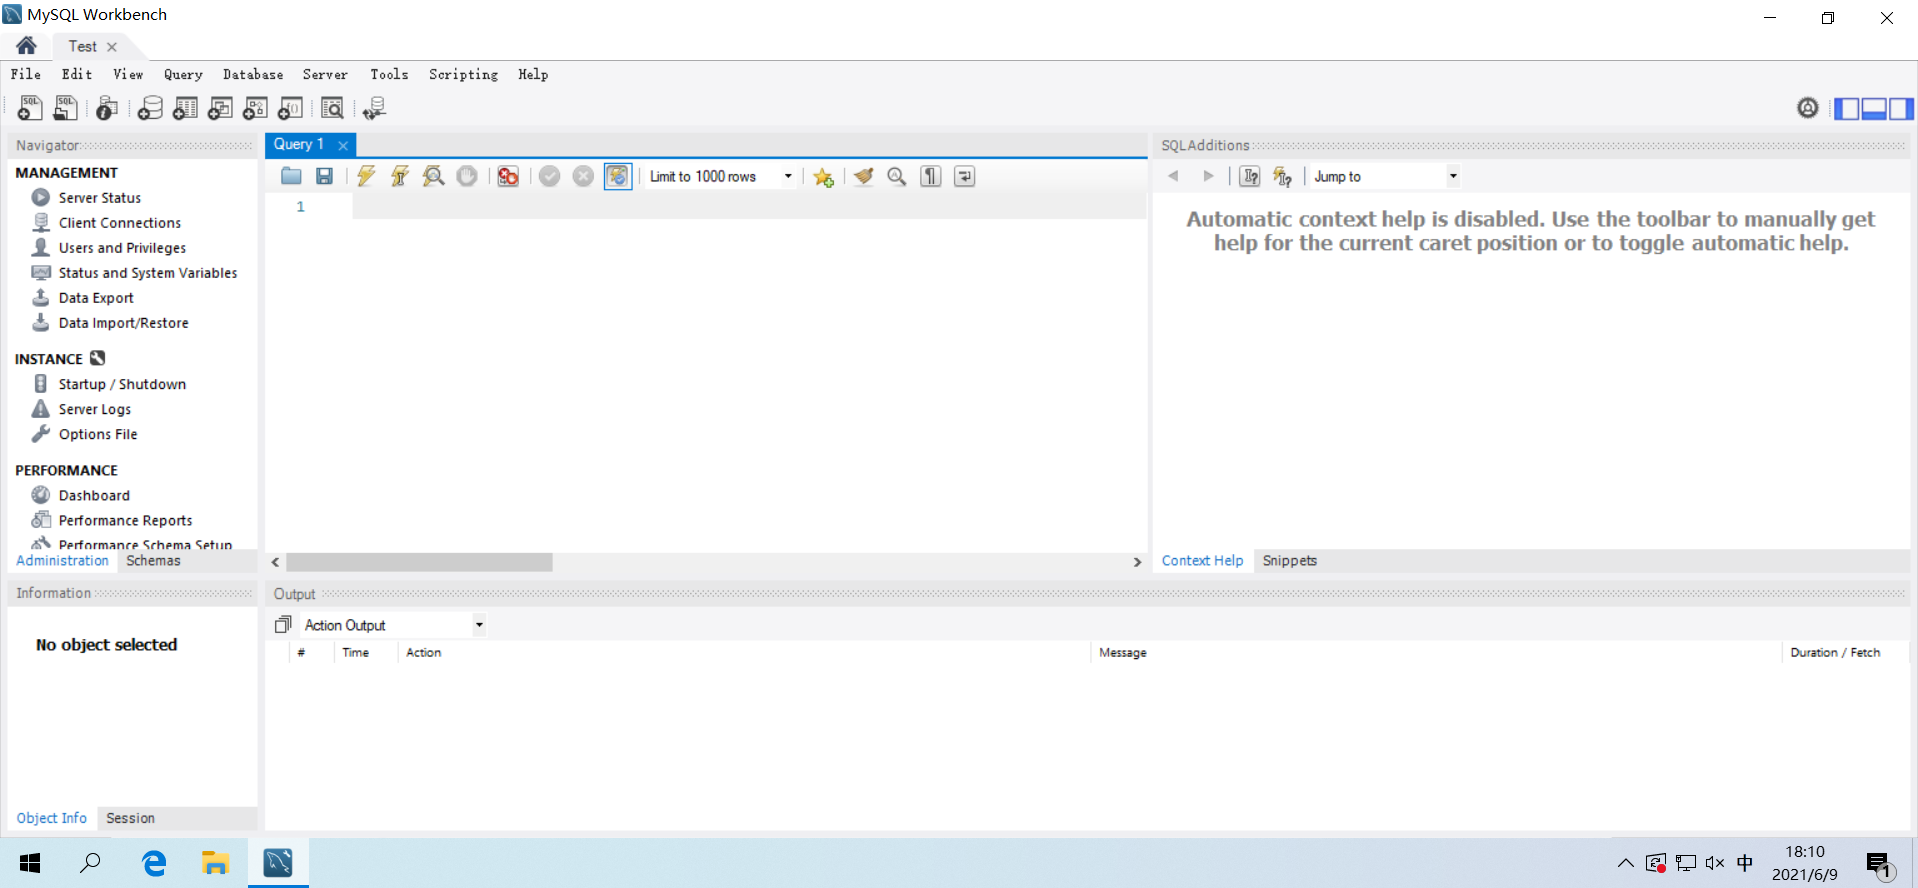 MySQL Workbench
Test
File Edit View Query Database Server Tools Scripting Help
Navigator
MANAGEMENT
Server Status
Client Connections
Users and Privileges
Status and System Variables
Data Export
Data Import/Restore
INSTANCE
Startup / Shutdown
Server Logs
Options File
PERFORMANCE
Dashboard
Performance Reports
Performance Schema Setup
Administration Schemas
Information
No object selected
Object Info Session
Query 1
Limit to 1000 rows
1
SQLAdditions
Jump to
Automatic context help is disabled. Use the toolbar to manually get
help for the current caret position or to toggle automatic help.
Context Help Snippets
Output
Action Output
# Time Action Message Duration / Fetch
中
18:10
2021/6/9
1